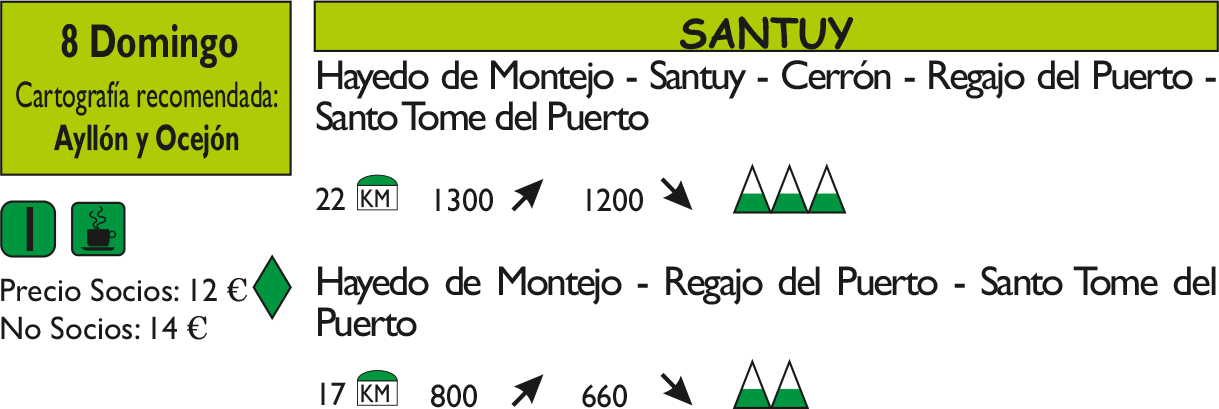 8 Domingo
Cartografía recomendada:
Ayllón y Ocejón
I
Precio Socios: 12 €
No Socios: 14 €
SANTUY
Hayedo de Montejo - Santuy - Cerrón - Regajo del Puerto -
Santo Tome del Puerto
22 KM 1300 1200
Hayedo de Montejo - Regajo del Puerto - Santo Tome del
Puerto
17 KM 800 660